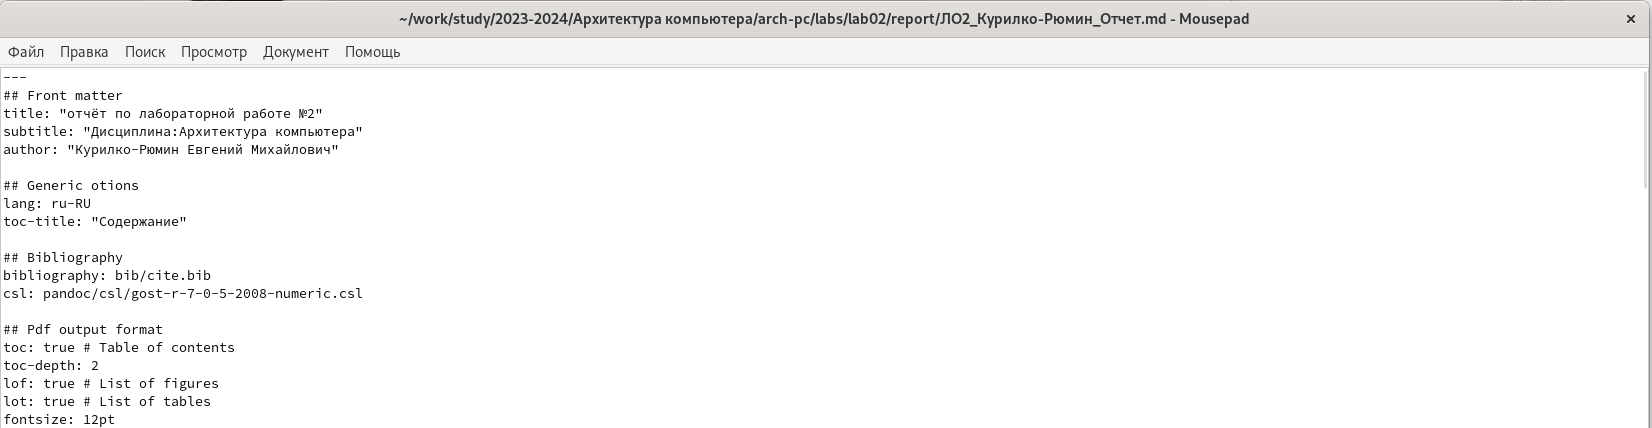 ~/work/study/2023-2024/Архитектура компьютера/arch-pc/labs/lab02/report/ЛО2_Курилко-Рюмин_Отчет.md - Mousepad
Файл Правка Поиск Просмотр Документ Помощь
---
## Front matter
title: "отчёт по лабораторной работе №2"
subtitle: "Дисциплина:Архитектура компьютера"
author: "Курилко-Рюмин Евгений Михайлович"
## Generic otions
lang: ru-RU
toc-title: "Содержание"
## Bibliography
bibliography: bib/cite.bib
csl: pandoc/csl/gost-r-7-0-5-2008-numeric.csl
## Pdf output format
toc: true # Table of contents
toc-depth: 2
lof: true # List of figures
lot: true # List of tables
fontsize: 12pt